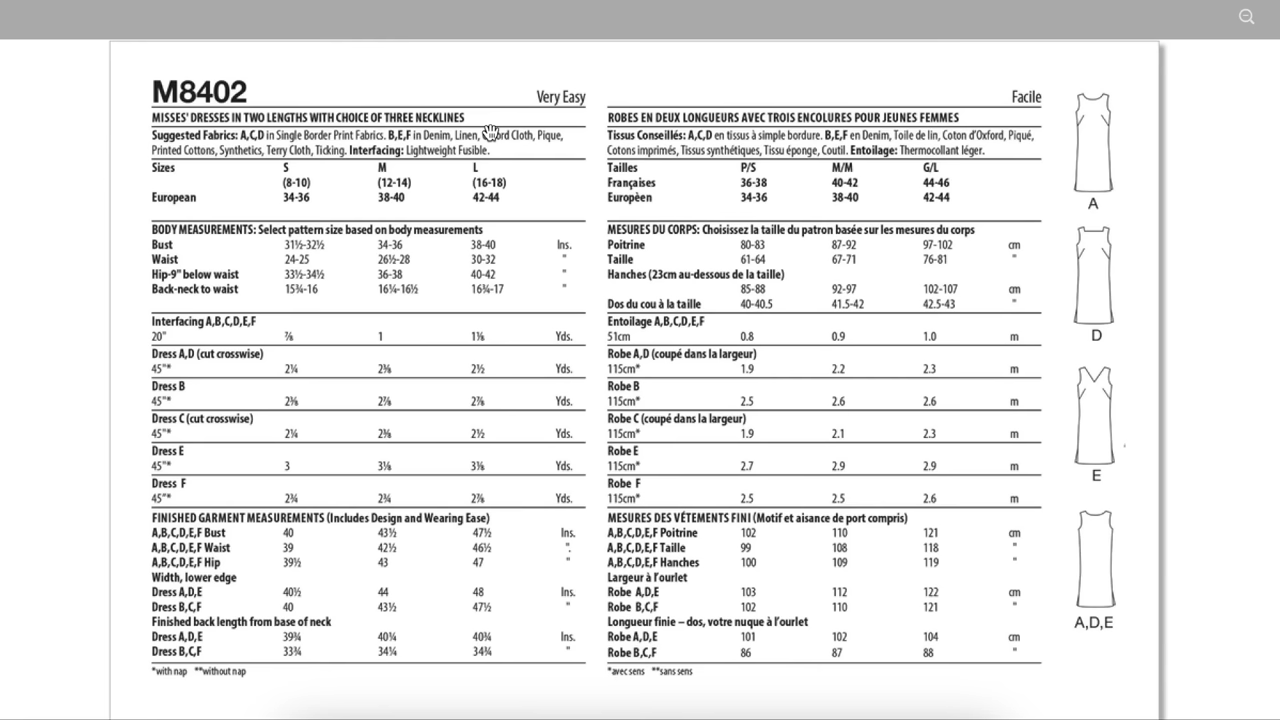 M8402 Very Easy
MISSES' DRESSES IN TWO LENGTHS WITH CHOICE OF THREE NECKLINES
Suggested Fabrics: A,C,D in Single Border Print Fabrics. B,E,F in Denim, Linen, Cloth, Pique,
Printed Cottons, Synthetics, Terry Cloth, Ticking. Interfacing: Lightweight Fusible.
Sizes S M L
(8-10) (12-14) (16-18)
European 34-36 38-40 42-44
BODY MEASUREMENTS: Select pattern size based on body measurements
Bust 31½-32½ 34-36 38-40 Ins.
Waist 24-25 26½-28 30-32 "
Hip-9" below waist 33½-34½ 36-38 40-42 "
Back-neck to waist 15¾-16 16¼-16½ 16¾-17 "
Interfacing A,B,C,D,E,F
20" ⅞ 1 1⅛ Yds.
Dress A,D (cut crosswise)
45"* 2¼ 2⅜ 2½ Yds.
Dress B
45"* 2⅝ 2⅞ 2⅞ Yds.
Dress C (cut crosswise)
45"* 2¼ 2⅜ 2½ Yds.
Dress E
45"* 3 3⅛ 3⅛ Yds.
Dress F
45"* 2¾ 2¾ 2⅞ Yds.
FINISHED GARMENT MEASUREMENTS (Includes Design and Wearing Ease)
A,B,C,D,E,F Bust 40 43½ 47½ Ins.
A,B,C,D,E,F Waist 39 42½ 46½ ".
A,B,C,D,E,F Hip 39½ 43 47 "
Width, lower edge
Dress A,D,E 40½ 44 48 Ins.
Dress B,C,F 40 43½ 47½ "
Finished back length from base of neck
Dress A,D,E 39¾ 40¼ 40¾ Ins.
Dress B,C,F 33¾ 34¼ 34¾ "
*with nap **without nap
Facile
ROBES EN DEUX LONGUEURS AVEC TROIS ENCOLURES POUR JEUNES FEMMES
Tissus Conseillés: A,C,D en tissus à simple bordure. B,E,F en Denim, Toile de lin, Coton d'Oxford, Piqué,
Cotons imprimés, Tissus synthétiques, Tissu éponge, Coutil. Entoilage: Thermocollant léger.
Tailles P/S M/M G/L
Françaises 36-38 40-42 44-46
Europèen 34-36 38-40 42-44
MESURES DU CORPS: Choisissez la taille du patron basée sur les mesures du corps
Poitrine 80-83 87-92 97-102 cm
Taille 61-64 67-71 76-81 "
Hanches (23cm au-dessous de la taille)
85-88 92-97 102-107 cm
Dos du cou à la taille 40-40.5 41.5-42 42.5-43 "
Entoilage A,B,C,D,E,F
51cm 0.8 0.9 1.0 m
Robe A,D (coupé dans la largeur)
115cm* 1.9 2.2 2.3 m
Robe B
115cm* 2.5 2.6 2.6 m
Robe C (coupé dans la largeur)
115cm* 1.9 2.1 2.3 m
Robe E
115cm* 2.7 2.9 2.9 m
Robe F
115cm* 2.5 2.5 2.6 m
MESURES DES VÉTEMENTS FINI (Motif et aisance de port compris)
A,B,C,D,E,F Poitrine 102 110 121 cm
A,B,C,D,E,F Taille 99 108 118 "
A,B,C,D,E,F Hanches 100 109 119 "
Largeur à l'ourlet
Robe A,D,E 103 112 122 cm
Robe B,C,F 102 110 121 "
Longueur finie – dos, votre nuque à l'ourlet
Robe A,D,E 101 102 104 cm
Robe B,C,F 86 87 88 "
*avec sens **sans sens
A
D
E
A,D,E